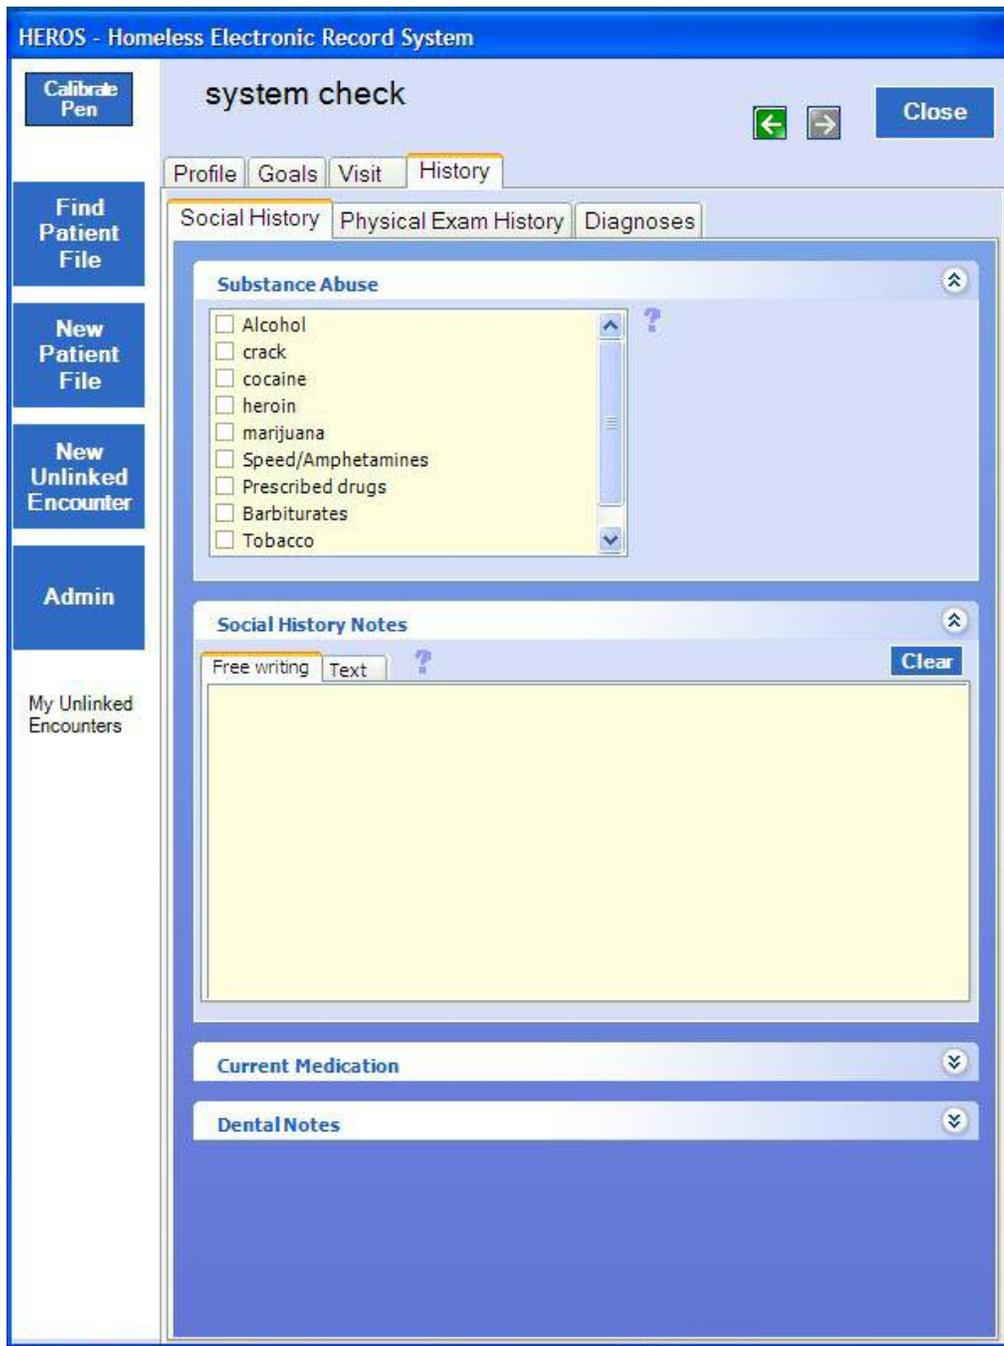 HEROS - Homeless Electronic Record System
Calibrate
Pen
system check
Close
Profile Goals Visit History
Find
Patient
File
Social History Physical Exam History Diagnoses
Substance Abuse
Alcohol
?
crack
cocaine
heroin
marijuana
Speed/Amphetamines
Prescribed drugs
Barbiturates
Tobacco
New
Patient
File
New
Unlinked
Encounter
Admin
My Unlinked
Encounters
Social History Notes
Free writing Text ? Clear
Current Medication
Dental Notes